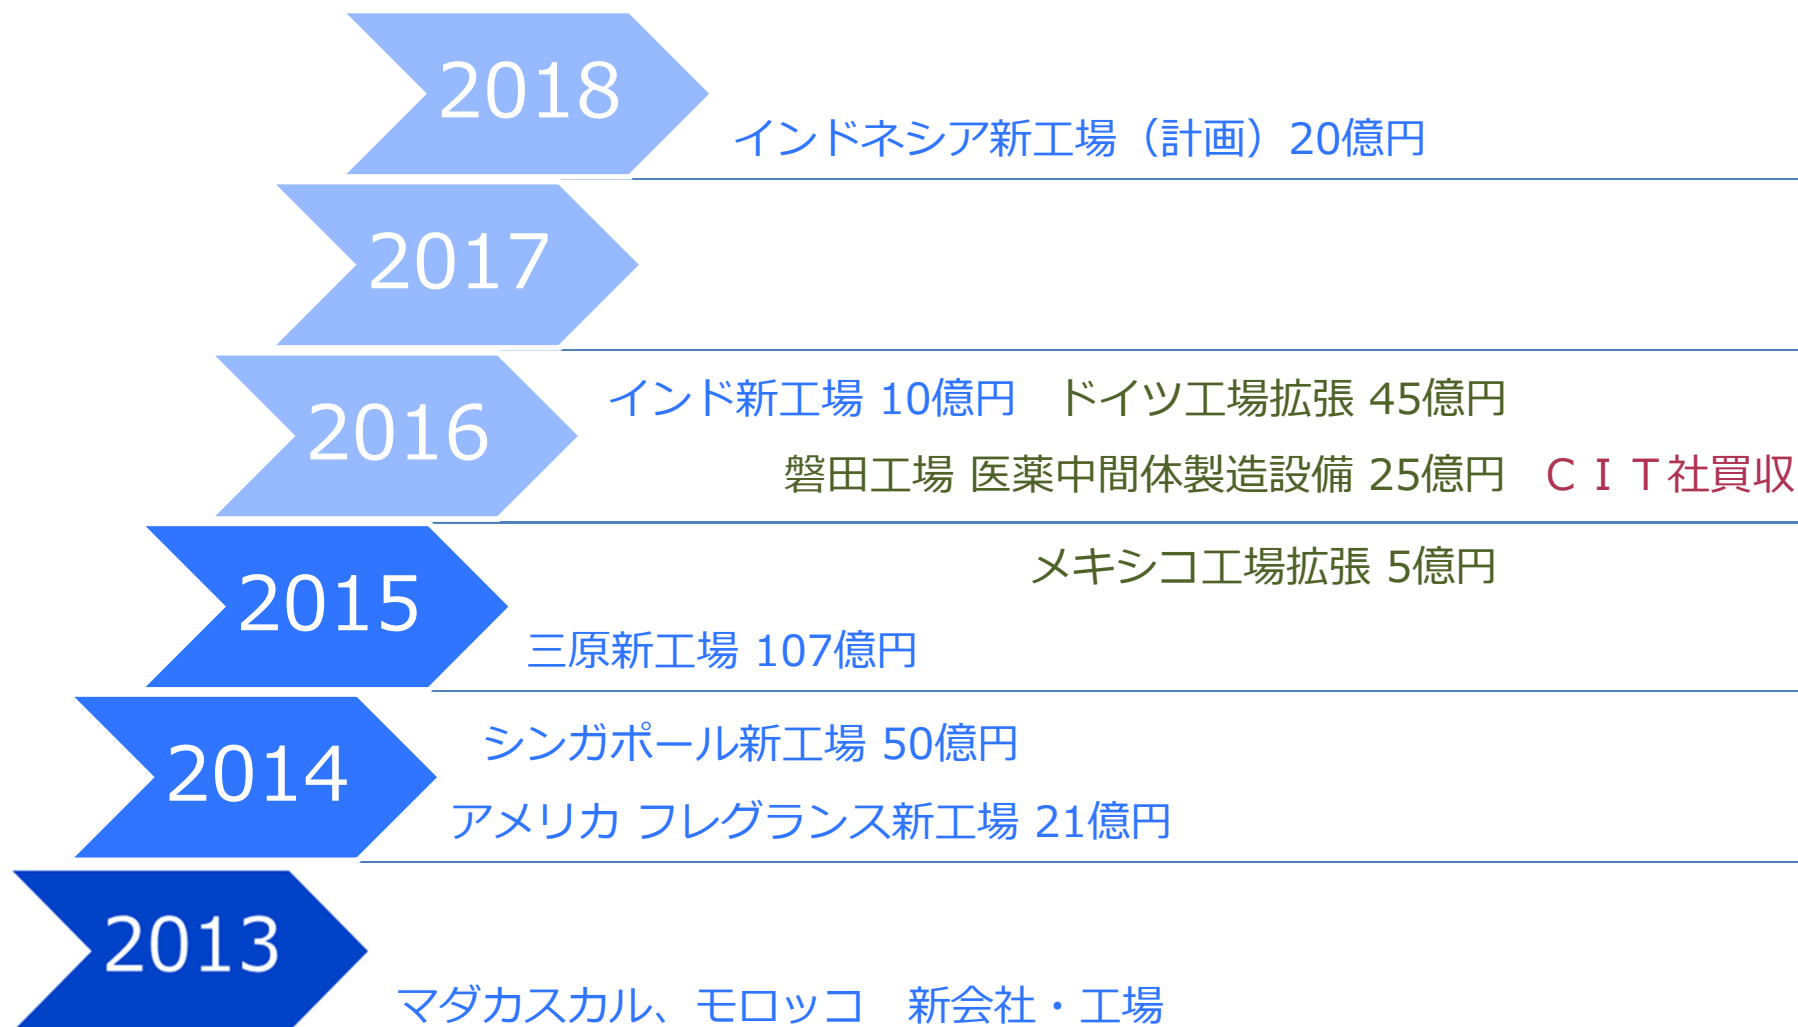 2018
インドネシア新工場（計画）20億円
2017
2016
インド新工場 10億円　ドイツ工場拡張 45億円
磐田工場 医薬中間体製造設備 25億円　ＣＩＴ社買収
2015
メキシコ工場拡張 5億円
三原新工場 107億円
2014
シンガポール新工場 50億円
アメリカ フレグランス新工場 21億円
2013
マダカスカル、モロッコ　新会社・工場